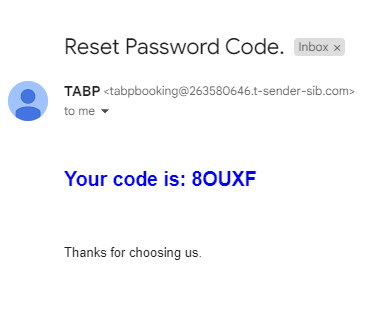 Reset Password Code. Inbox ×
TABP <tabpbooking@263580646.t-sender-sib.com>
to me
Your code is: 8OUXF
Thanks for choosing us.